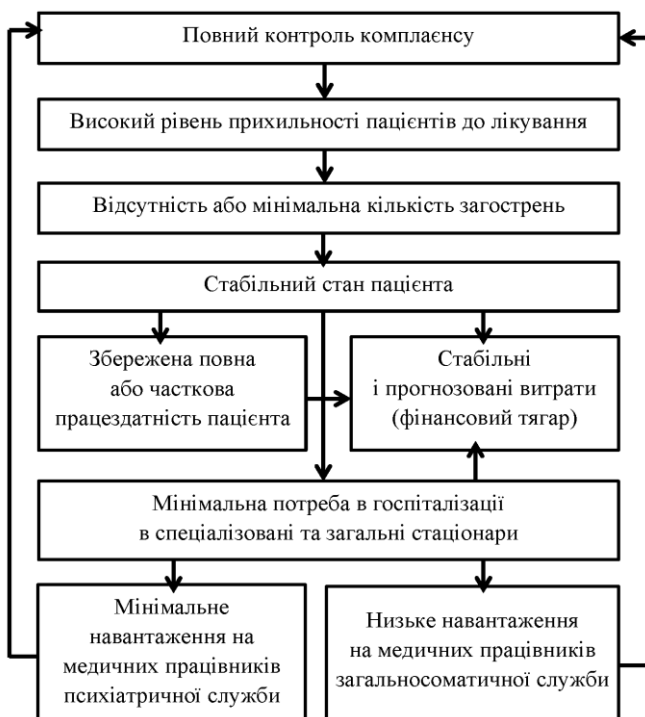 Повний контроль комплаєнсу
Високий рівень прихильності пацієнтів до лікування
Відсутність або мінімальна кількість загострень
Стабільний стан пацієнта
Збережена повна
або часткова
працездатність пацієнта
Стабільні
і прогнозовані витрати
(фінансовий тягар)
Мінімальна потреба в госпіталізації
в спеціалізовані та загальні стаціонари
Мінімальне
навантаження на
медичних працівників
психіатричної служби
Низьке навантаження
на медичних працівників
загальносоматичної служби